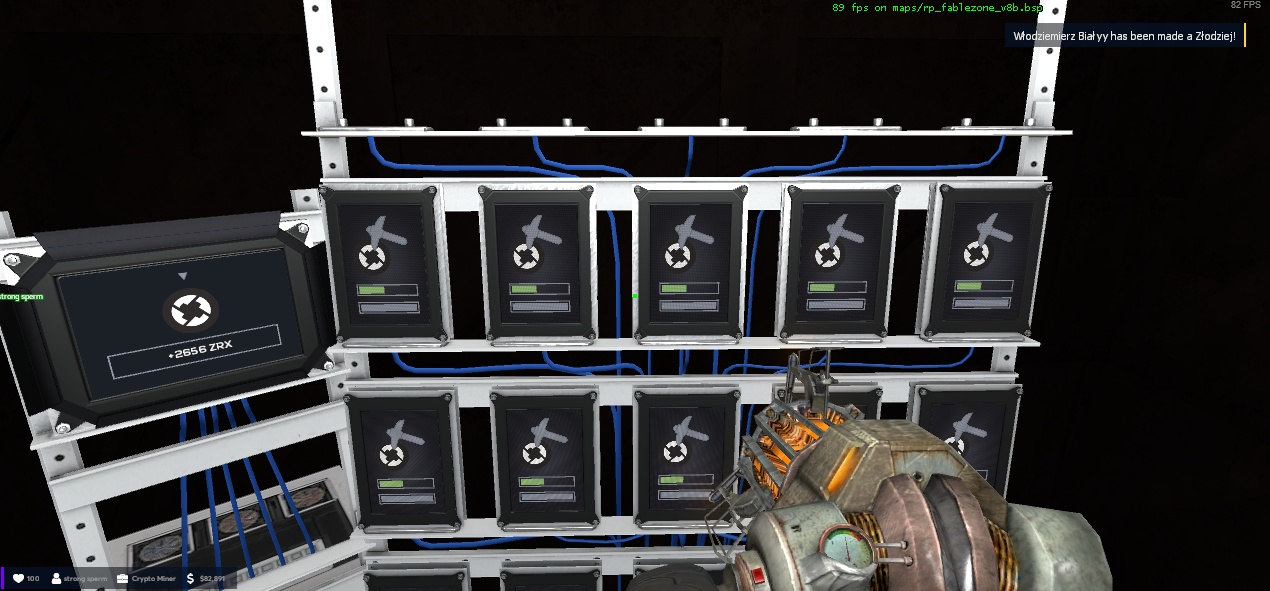 89 fps on maps/rp_fablezone_v8b.bsp
82 FPS
Włodziemierz Białyy has been made a Złodziej!
strong sperm
+2656 ZRX
100
strong sperm
Crypto Miner
$82,891